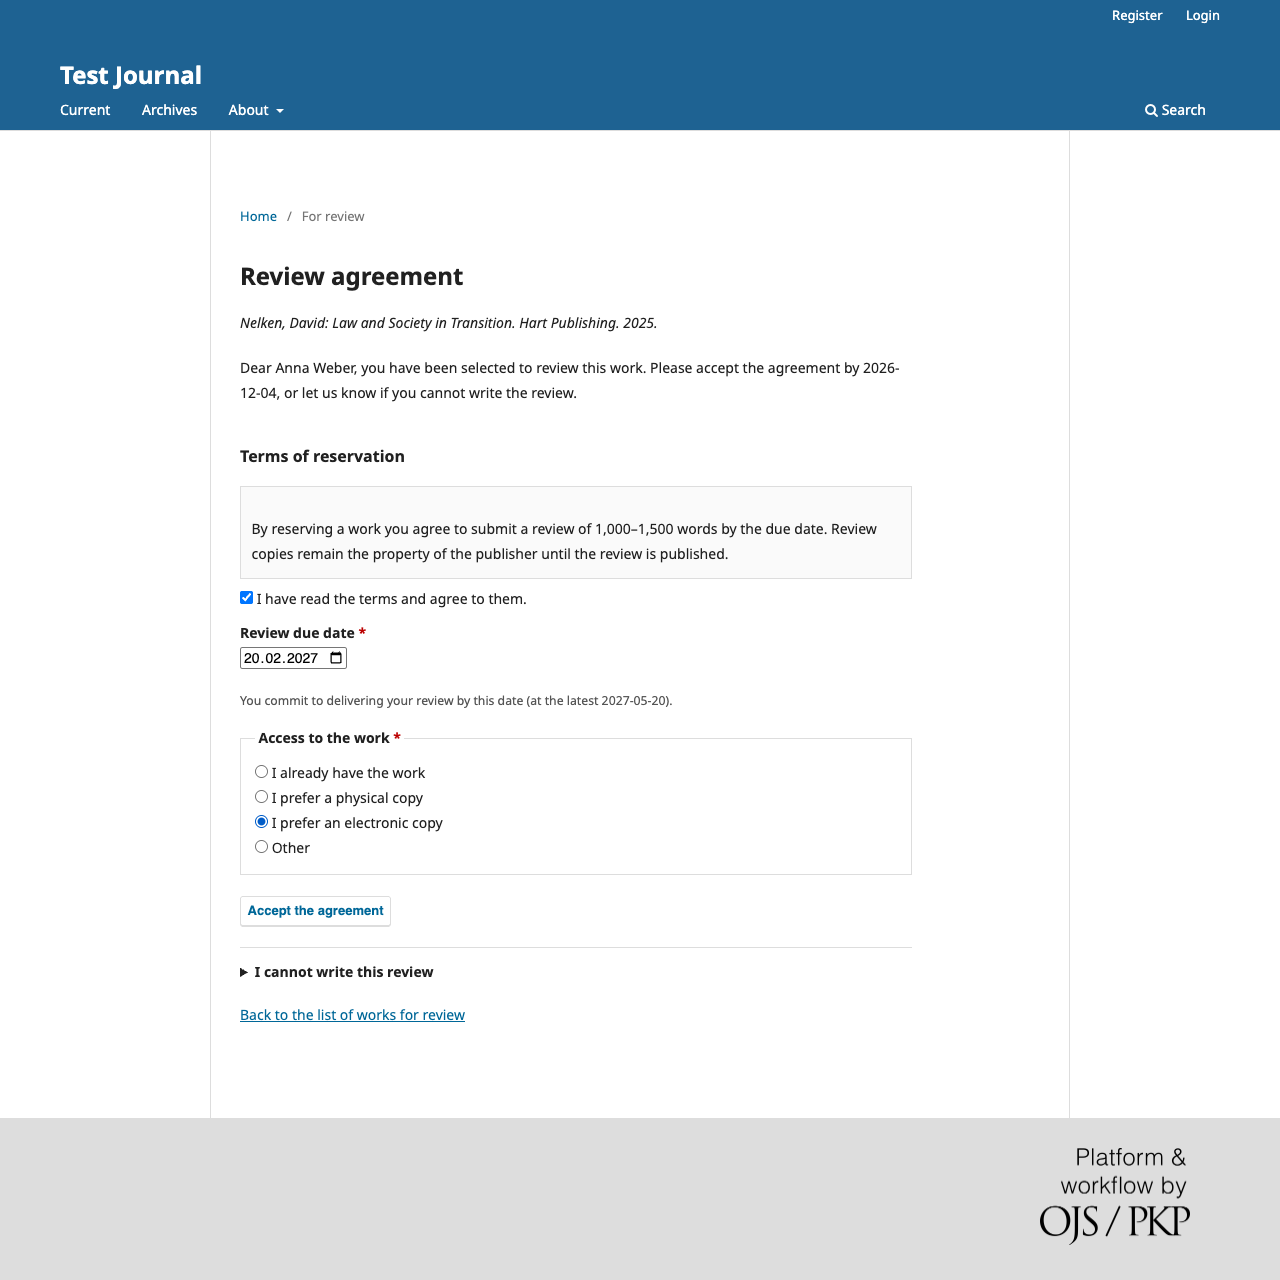 Register Login
Test Journal
Current Archives About
Search
Home / For review
Review agreement
Nelken, David: Law and Society in Transition. Hart Publishing. 2025.
Dear Anna Weber, you have been selected to review this work. Please accept the agreement by 2026-
12-04, or let us know if you cannot write the review.
Terms of reservation
By reserving a work you agree to submit a review of 1,000–1,500 words by the due date. Review
copies remain the property of the publisher until the review is published.
I have read the terms and agree to them.
Review due date *
20.02.2027
You commit to delivering your review by this date (at the latest 2027-05-20).
Access to the work *
I already have the work
I prefer a physical copy
I prefer an electronic copy
Other
Accept the agreement
I cannot write this review
Back to the list of works for review
Platform &
workflow by
OJS / PKP